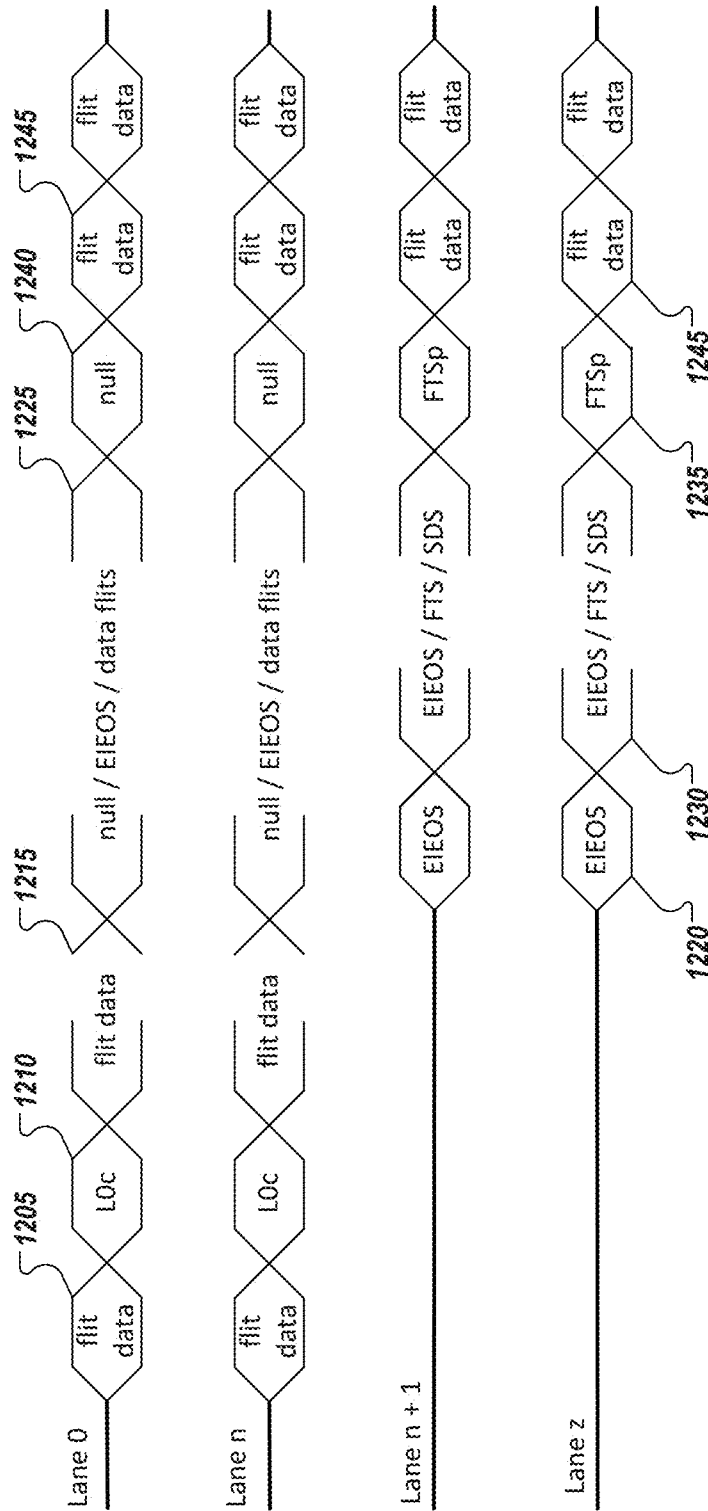 1205
1210
1215
1225
1240
1245
Lane 0
flit
data
L0c
flit data
null / EIEOS / data flits
null
flit
data
flit
data
Lane n
flit
data
L0c
flit data
null / EIEOS / data flits
null
flit
data
flit
data
Lane n + 1
EIEOS
EIEOS / FTS / SDS
FTSp
flit
data
flit
data
Lane z
EIEOS
EIEOS / FTS / SDS
FTSp
flit
data
flit
data
1220
1230
1235
1245